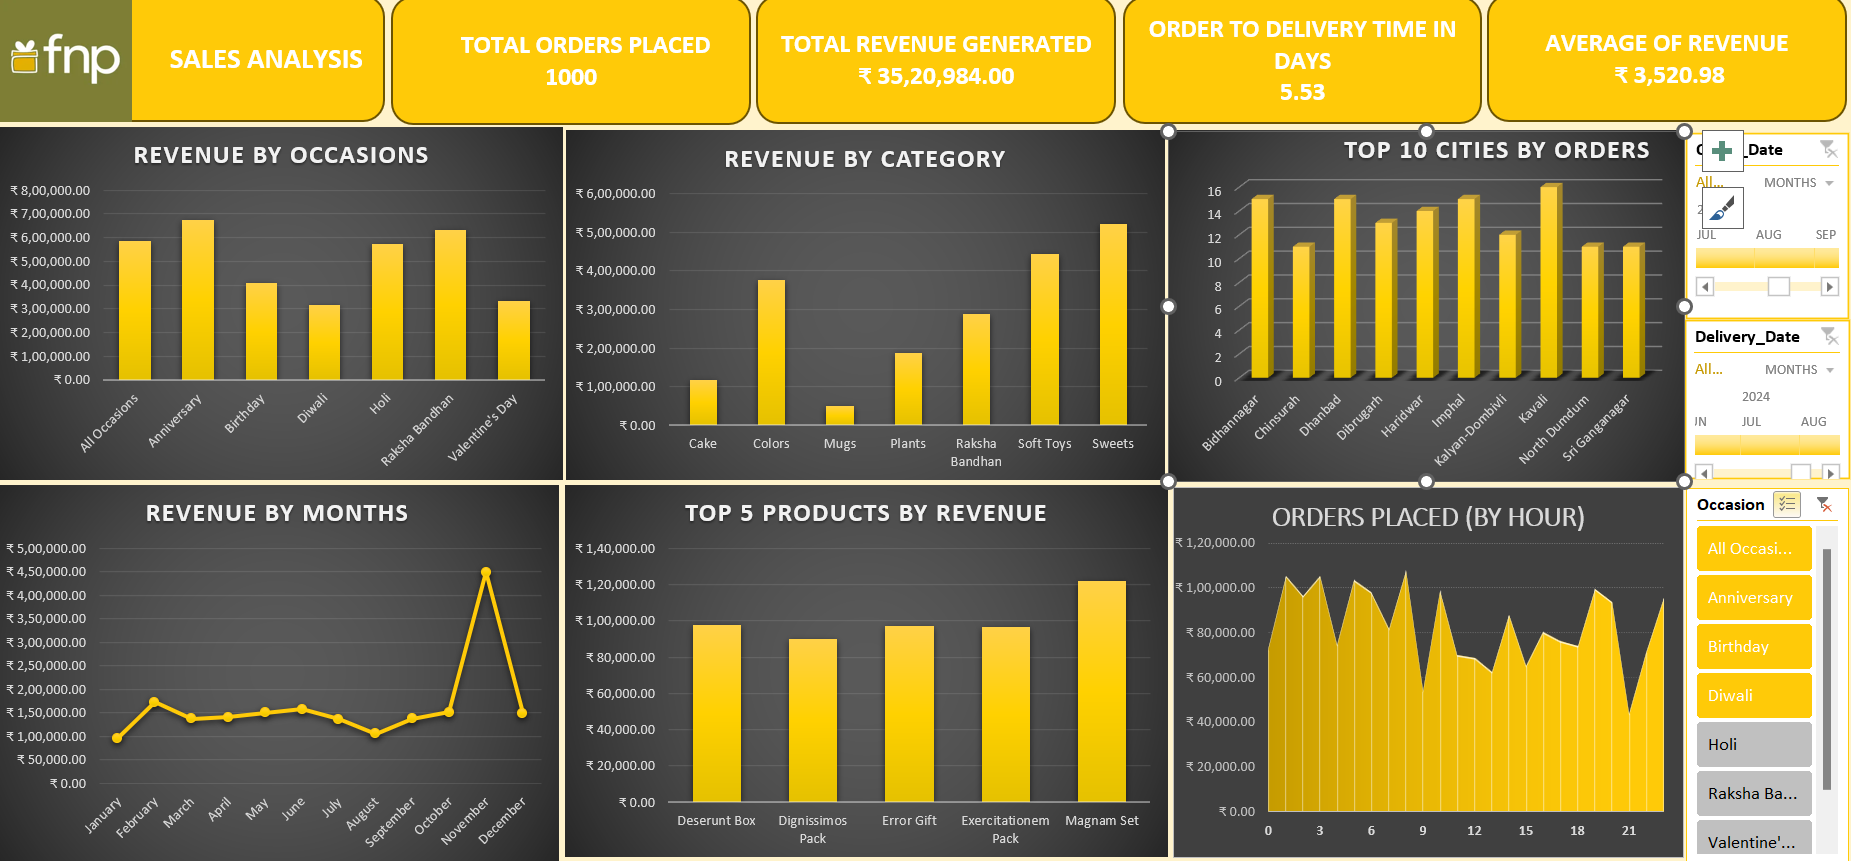 fnp
SALES ANALYSIS
TOTAL ORDERS PLACED
1000
TOTAL REVENUE GENERATED
₹ 35,20,984.00
ORDER TO DELIVERY TIME IN
DAYS
5.53
AVERAGE OF REVENUE
₹ 3,520.98
REVENUE BY OCCASIONS
₹ 8,00,000.00
₹ 7,00,000.00
₹ 6,00,000.00
₹ 5,00,000.00
₹ 4,00,000.00
₹ 3,00,000.00
₹ 2,00,000.00
₹ 1,00,000.00
₹ 0.00
All Occasions
Anniversary
Birthday
Diwali
Holi
Raksha Bandhan
Valentine's Day
REVENUE BY CATEGORY
₹ 6,00,000.00
₹ 5,00,000.00
₹ 4,00,000.00
₹ 3,00,000.00
₹ 2,00,000.00
₹ 1,00,000.00
₹ 0.00
Cake
Colors
Mugs
Plants
Raksha
Bandhan
Soft Toys
Sweets
TOP 10 CITIES BY ORDERS
16
14
12
10
8
6
4
2
0
Bidhannagar
Chinsurah
Dhanbad
Dibrugarh
Haridwar
Imphal
Kalyan-Dombivli
Kavali
North Dumdum
Sri Ganganagar
_Date
All...
MONTHS
JUL
AUG
SEP
Delivery_Date
All...
MONTHS
2024
JUL
AUG
REVENUE BY MONTHS
₹ 5,00,000.00
₹ 4,50,000.00
₹ 4,00,000.00
₹ 3,50,000.00
₹ 3,00,000.00
₹ 2,50,000.00
₹ 2,00,000.00
₹ 1,50,000.00
₹ 1,00,000.00
₹ 50,000.00
₹ 0.00
January
February
March
April
May
June
July
August
September
October
November
December
TOP 5 PRODUCTS BY REVENUE
₹ 1,40,000.00
₹ 1,20,000.00
₹ 1,00,000.00
₹ 80,000.00
₹ 60,000.00
₹ 40,000.00
₹ 20,000.00
₹ 0.00
Deserunt Box
Dignissimos
Pack
Error Gift
Exercitationem
Pack
Magnam Set
ORDERS PLACED (BY HOUR)
₹ 1,20,000.00
₹ 1,00,000.00
₹ 80,000.00
₹ 60,000.00
₹ 40,000.00
₹ 20,000.00
₹ 0.00
0
3
6
9
12
15
18
21
Occasion
All Occasi...
Anniversary
Birthday
Diwali
Holi
Raksha Ba...
Valentine'...